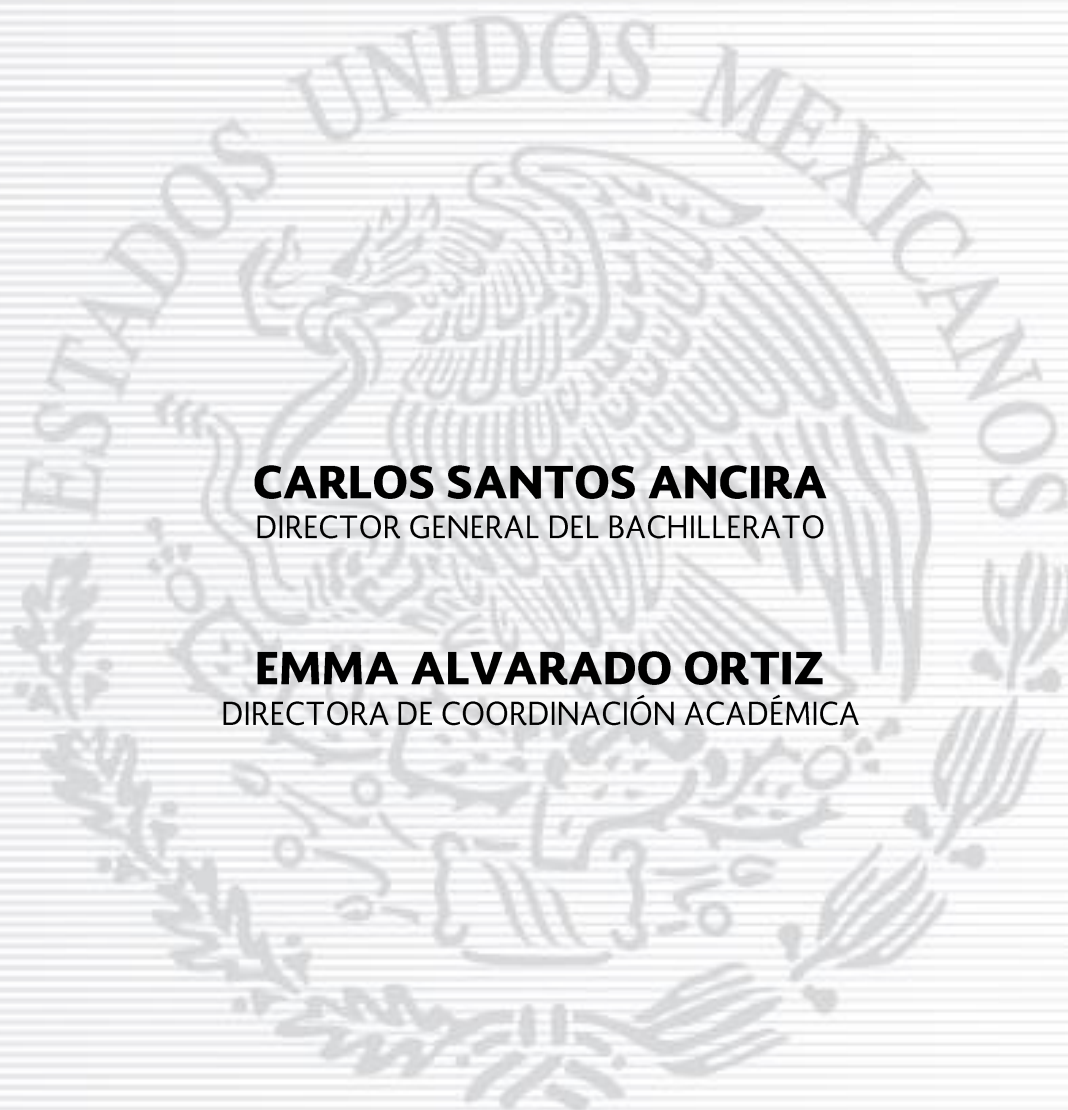 ESTADOS UNIDOS MEXICANOS
CARLOS SANTOS ANCIRA
DIRECTOR GENERAL DEL BACHILLERATO
EMMA ALVARADO ORTIZ
DIRECTORA DE COORDINACIÓN ACADÉMICA